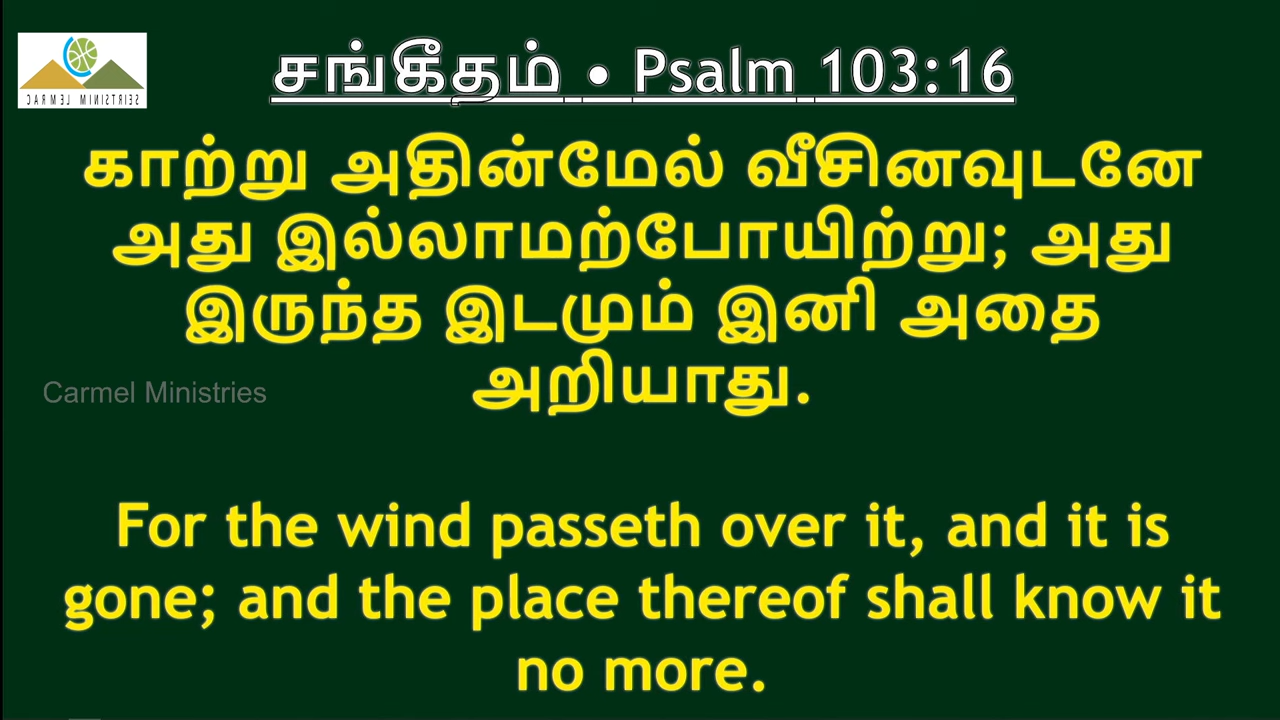 CARMEL MINISTRIES
சங்கீதம் • Psalm 103:16
காற்று அதின்மேல் வீசினவுடனே
அது இல்லாமற்போயிற்று; அது
இருந்த இடமும் இனி அதை
அறியாது.
Carmel Ministries
For the wind passeth over it, and it is
gone; and the place thereof shall know it
no more.